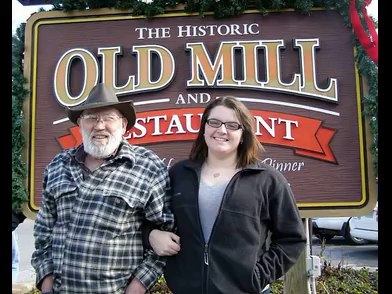 THE HISTORIC
OLD MILL
AND
RESTAURANT
Dinner